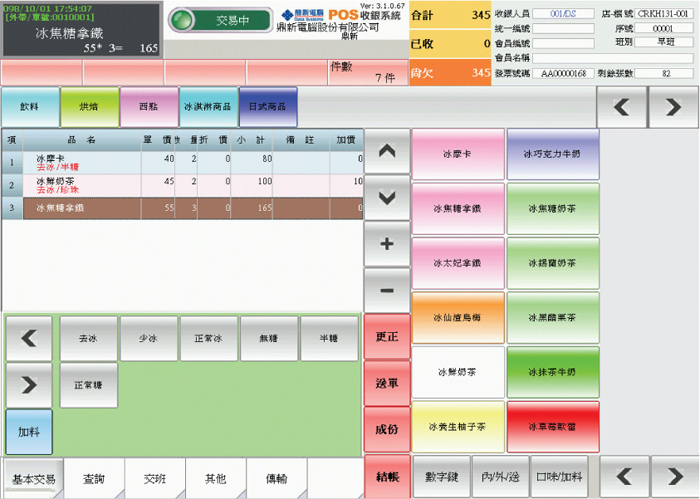 098/10/01 17:54:07
[外帶/單號:0010001]
冰焦糖拿鐵
55* 3= 165
交易中
鼎新電腦 POS收銀系統 Ver: 3.1.0.67
Data Systems
鼎新電腦股份有限公司
鼎新
合計 345
已收 0
尚欠 345
收銀人員 001/DS 店-櫃號 CRKH131-001
統一編號 序號 00001
會員編號 班別 早班
會員名稱
發票號碼 AA00000168 剩餘張數 82
件數
7 件
飲料 烘焙 西點 冰淇淋商品 日式商品
項 品 名 單 價 量 折 價 小 計 備 註 加價
1 冰摩卡 40 2 0 80 0
去冰/半糖
2 冰鮮奶茶 45 2 0 100 10
去冰/珍珠
3 冰焦糖拿鐵 55 3 0 165 0
冰摩卡 冰巧克力牛奶
冰焦糖拿鐵 冰焦糖奶茶
冰太妃拿鐵 冰錫蘭奶茶
冰仙楂烏梅 冰黑醋栗茶
冰鮮奶茶 冰抹茶牛奶
冰養生柚子茶 冰草莓歐蕾
去冰 少冰 正常冰 無糖 半糖
正常糖
加料
更正
送單
成份
結帳
基本交易 查詢 交班 其他 傳輸
數字鍵 內/外/送 口味/加料